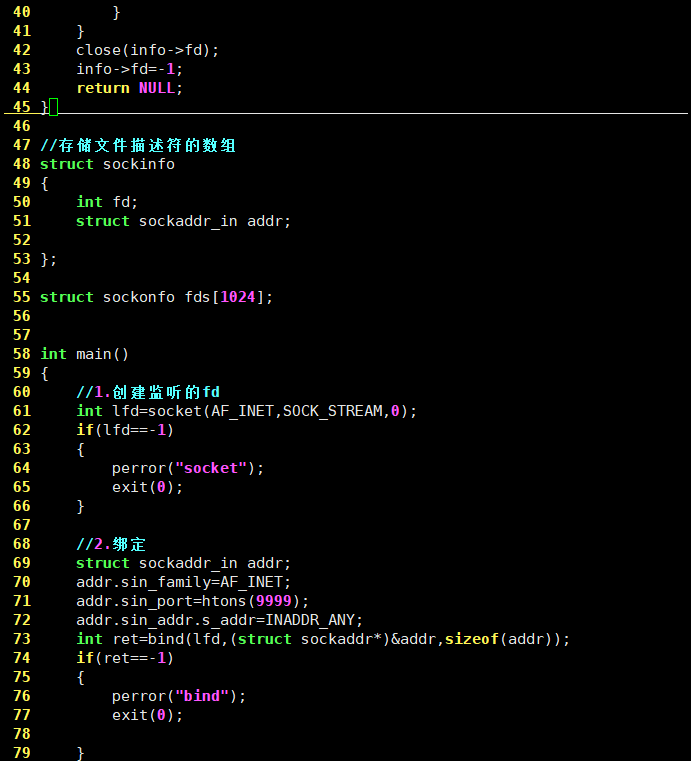 40         }
41     }
42     close(info->fd);
43     info->fd=-1;
44     return NULL;
45 }
46
47 //存储文件描述符的数组
48 struct sockinfo
49 {
50     int fd;
51     struct sockaddr_in addr;
52
53 };
54
55 struct sockonfo fds[1024];
56
57
58 int main()
59 {
60     //1.创建监听的fd
61     int lfd=socket(AF_INET,SOCK_STREAM,0);
62     if(lfd==-1)
63     {
64         perror("socket");
65         exit(0);
66     }
67
68     //2.绑定
69     struct sockaddr_in addr;
70     addr.sin_family=AF_INET;
71     addr.sin_port=htons(9999);
72     addr.sin_addr.s_addr=INADDR_ANY;
73     int ret=bind(lfd,(struct sockaddr*)&addr,sizeof(addr));
74     if(ret==-1)
75     {
76         perror("bind");
77         exit(0);
78
79     }